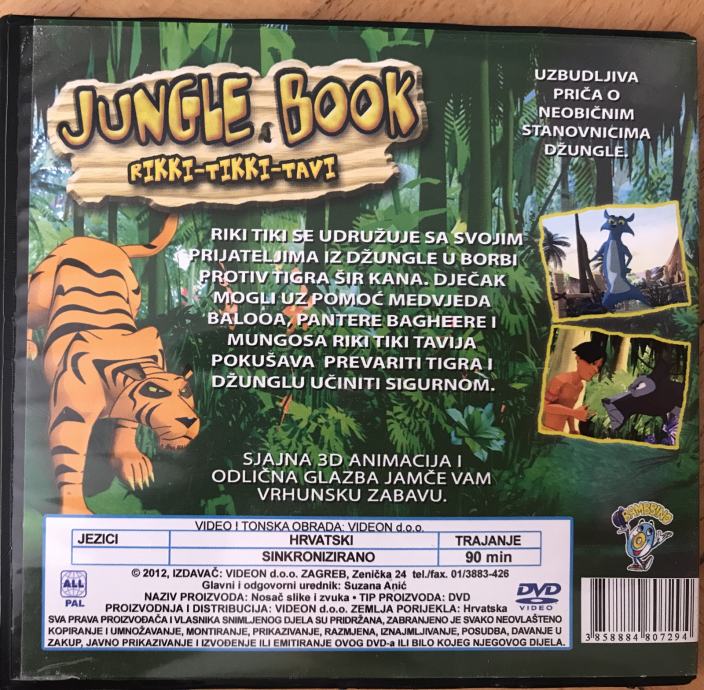 JUNGLE BOOK
RIKKI-TIKKI-TAVI
UZBUDLJIVA
PRIČA O
NEOBIČNIM
STANOVNICIMA
DŽUNGLE.
RIKI TIKI SE UDRUŽUJE SA SVOJIM
PRIJATELJIMA IZ DŽUNGLE U BORBI
PROTIV TIGRA ŠIR KANA. DJEČAK
MOGLI UZ POMOĆ MEDVJEDA
BALOOA, PANTERE BAGHEERE I
MUNGOSA RIKI TIKI TAVIJA
POKUŠAVA PREVARITI TIGRA I
DŽUNGLU UČINITI SIGURNOM.
SJAJNA 3D ANIMACIJA I
ODLIČNA GLAZBA JAMČE VAM
VRHUNSKU ZABAVU.
BAMBSINO
VIDEO I TONSKA OBRADA: VIDEON d.o.o.
JEZICI HRVATSKI TRAJANJE
SINKRONIZIRANO 90 min
© 2012, IZDAVAČ: VIDEON d.o.o. ZAGREB, Zenička 24 tel./fax. 01/3883-426
Glavni i odgovorni urednik: Suzana Anić
NAZIV PROIZVODA: Nosač slike i zvuka • TIP PROIZVODA: DVD
PROIZVODNJA I DISTRIBUCIJA: VIDEON d.o.o. ZEMLJA PORIJEKLA: Hrvatska
SVA PRAVA PROIZVOĐAČA I VLASNIKA SNIMLJENOG DJELA SU PRIDRŽANA, ZABRANJENO JE SVAKO NEOVLAŠTENO
KOPIRANJE I UMNOŽAVANJE, MONTIRANJE, PRIKAZIVANJE, RAZMJENA, IZNAJMLJIVANJE, POSUDBA, DAVANJE U
ZAKUP, JAVNO PRIKAZIVANJE I IZVOĐENJE ILI EMITIRANJE OVOG DVD-a ILI BILO KOJEG NJEGOVOG DIJELA.
ALL
PAL
DVD
VIDEO
3 858884 807294